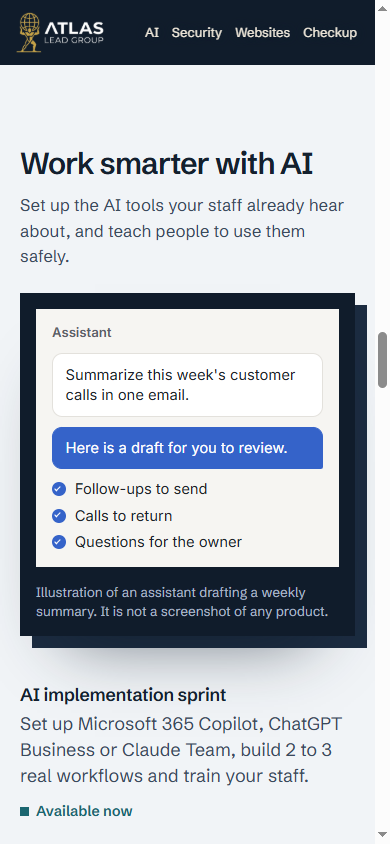 ATLAS
LEAD GROUP
AI Security Websites Checkup
Work smarter with AI
Set up the AI tools your staff already hear
about, and teach people to use them
safely.
Assistant
Summarize this week's customer
calls in one email.
Here is a draft for you to review.
Follow-ups to send
Calls to return
Questions for the owner
Illustration of an assistant drafting a weekly
summary. It is not a screenshot of any product.
AI implementation sprint
Set up Microsoft 365 Copilot, ChatGPT
Business or Claude Team, build 2 to 3
real workflows and train your staff.
Available now